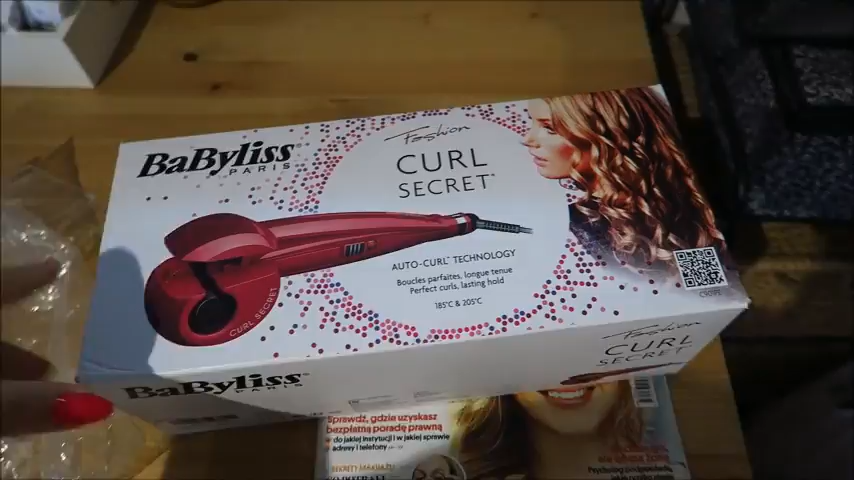 BaByliss
PARIS
Fashion
CURL
SECRET
AUTO-CURL TECHNOLOGY
Boucles parfaites, longue tenue
Perfect curls, lasting hold
185°C & 205°C
CURL SECRET
Fashion
CURL
SECRET
BaByliss
PARIS
Sprawdź, gdzie uzyskasz
bezpłatną poradę prawną
do jakiej instytucji i w jakiej sprawie
adresy i telefony
SEKRETY MAKIJAŻU